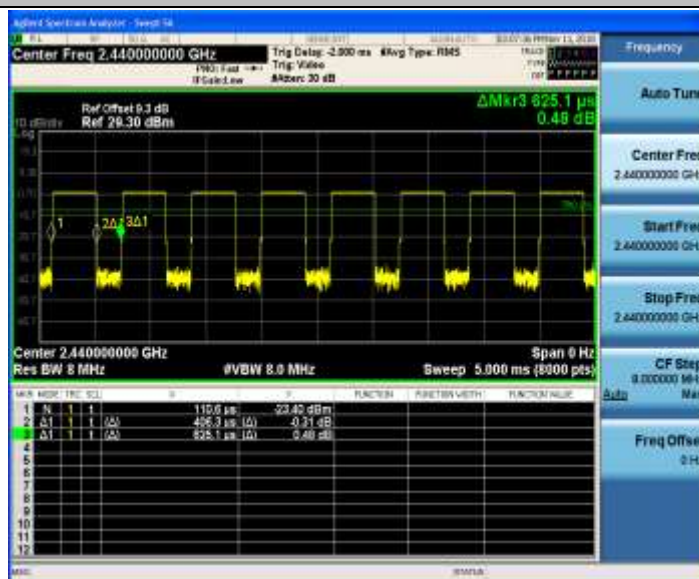 Agilent Spectrum Analyzer - Swept SA
Center Freq 2.440000000 GHz
PNO: Fast
IFGain:Low
Trig Delay: -2.000 ms
Trig: Video
#Atten: 30 dB
#Avg Type: RMS
TRACE
TYPE
DET P P P P P P
Frequency
Auto Tune
Center Freq
2.440000000 GHz
Start Freq
2.440000000 GHz
Stop Freq
2.440000000 GHz
CF Step
8.000000 MHz
Auto Man
Freq Offset
0 Hz
ΔMkr3 625.1 µs
0.48 dB
Ref Offset 9.3 dB
10 dB/div Ref 29.30 dBm
Log
1
2Δ1
3Δ1
Center 2.440000000 GHz
Span 0 Hz
Res BW 8 MHz
#VBW 8.0 MHz
Sweep 5.000 ms (8000 pts)
MKR MODE TRC SCL X Y FUNCTION FUNCTION WIDTH FUNCTION VALUE
1 N 1 t 110.6 µs -23.40 dBm
2 Δ1 1 t (Δ) 406.3 µs (Δ) -0.31 dB
3 Δ1 1 t (Δ) 625.1 µs (Δ) 0.48 dB
4
5
6
7
8
9
10
11
12
MSG
STATUS